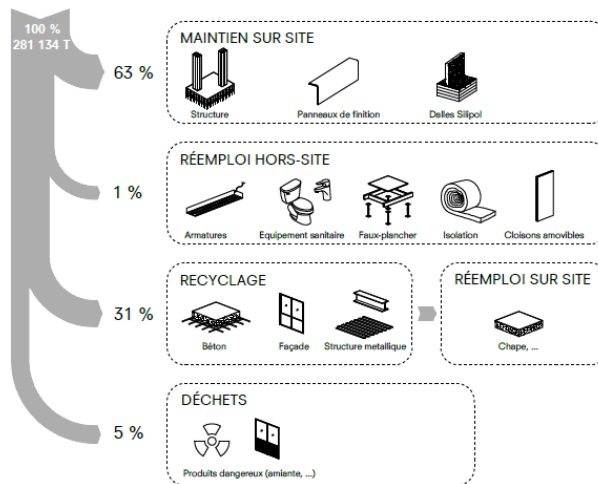 100 %
281 134 T
MAINTIEN SUR SITE
63 %
Structure
Panneaux de finition
Dalles Silipol
RÉEMPLOI HORS-SITE
1 %
Armatures
Equipement sanitaire
Faux-plancher
Isolation
Cloisons amovibles
RECYCLAGE
RÉEMPLOI SUR SITE
31 %
Béton
Façade
Structure metallique
Chape, ...
DÉCHETS
5 %
Produits dangereux (amiante, ...)